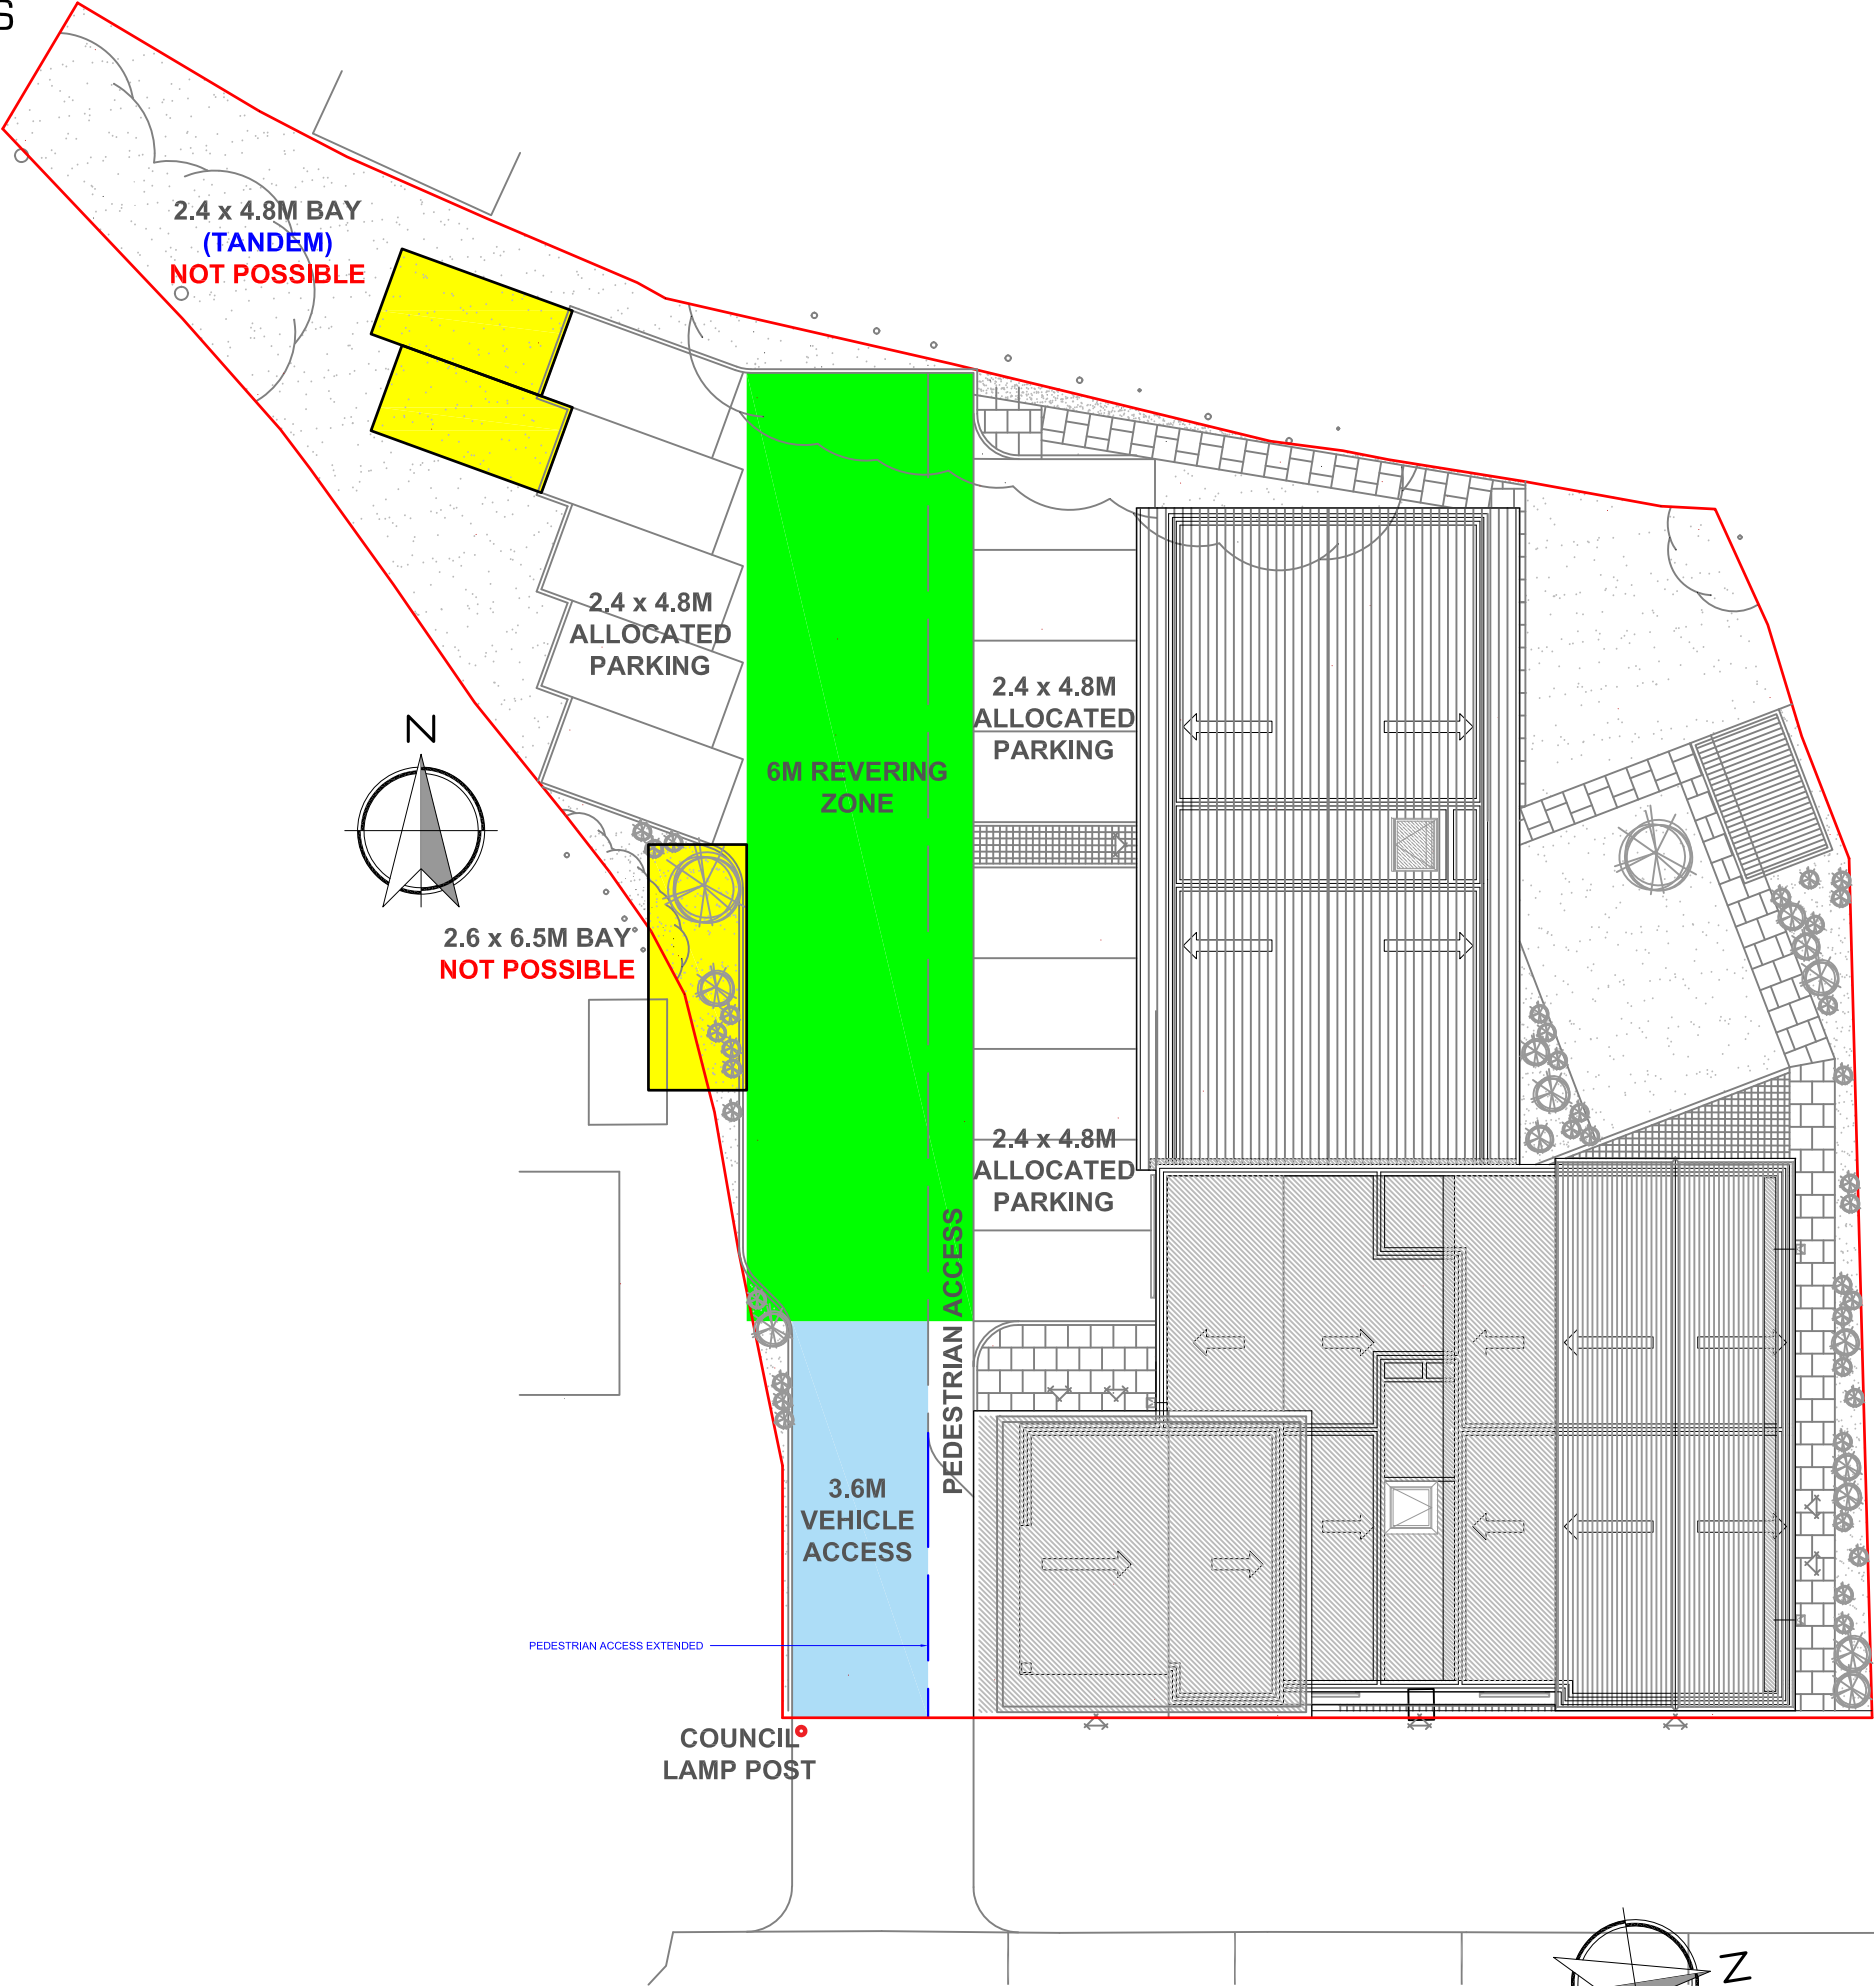 S
2.4 x 4.8M BAY
(TANDEM)
NOT POSSIBLE
2.4 x 4.8M
ALLOCATED
PARKING
N
2.4 x 4.8M
ALLOCATED
PARKING
6M REVERING
ZONE
2.6 x 6.5M BAY
NOT POSSIBLE
2.4 x 4.8M
ALLOCATED
PARKING
PEDESTRIAN ACCESS
3.6M
VEHICLE
ACCESS
PEDESTRIAN ACCESS EXTENDED
COUNCIL
LAMP POST
N